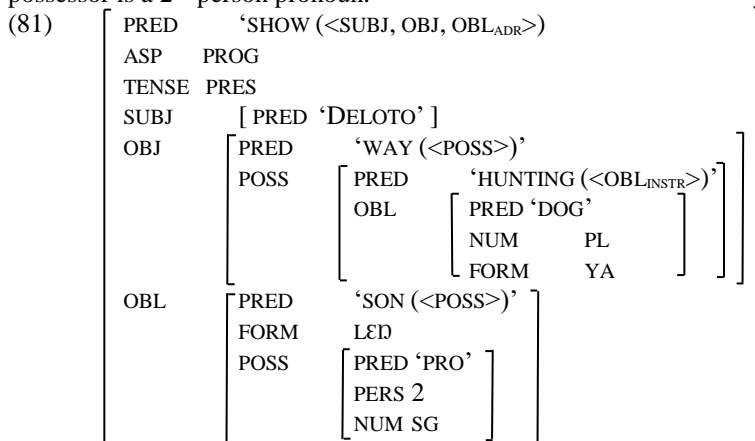 possessor is a 2nd person pronoun.
(81) PRED ‘SHOW (<SUBJ, OBJ, OBLADR>)
ASP PROG
TENSE PRES
SUBJ [ PRED ‘DELOTO’ ]
OBJ PRED ‘WAY (<POSS>)’
POSS PRED ‘HUNTING (<OBLINSTR>)’
OBL PRED ‘DOG’
NUM PL
FORM YA
OBL PRED ‘SON (<POSS>)’
FORM LƐŊ
POSS PRED ‘PRO’
PERS 2
NUM SG